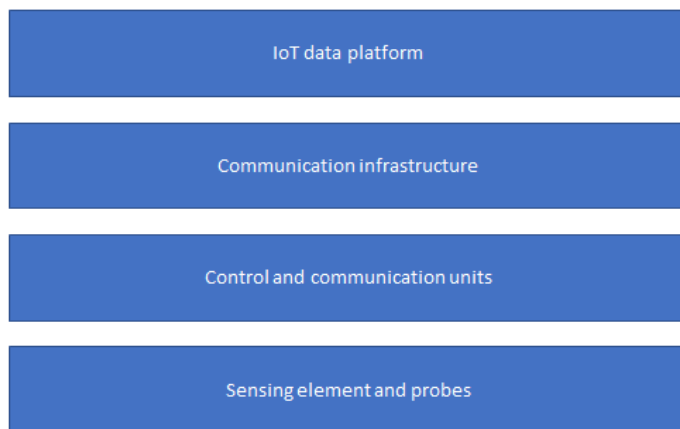 IoT data platform
Communication infrastructure
Control and communication units
Sensing element and probes